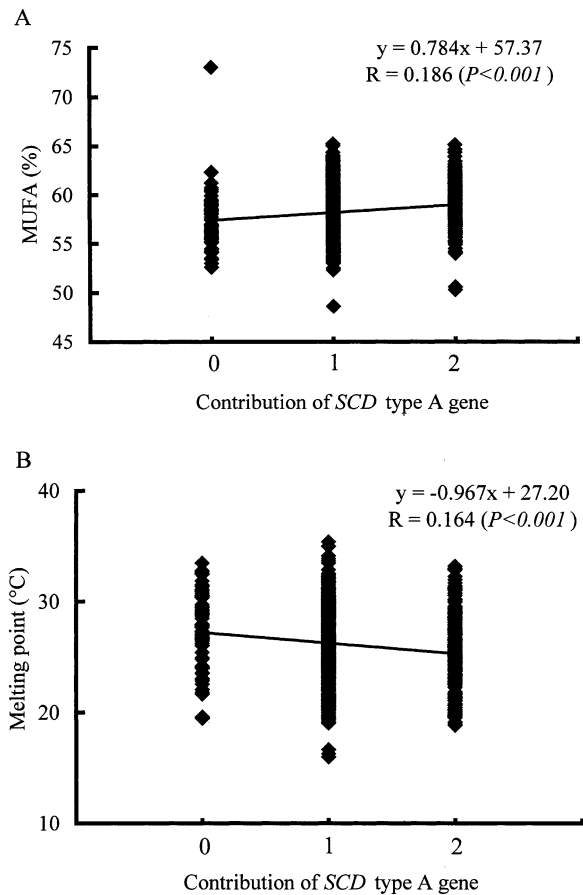 A
y = 0.784x + 57.37
R = 0.186 (P<0.001 )
75
70
65
60
55
50
45
MUFA (%)
0 1 2
Contribution of SCD type A gene
B
y = -0.967x + 27.20
R = 0.164 (P<0.001 )
40
30
20
10
Melting point (°C)
0 1 2
Contribution of SCD type A gene